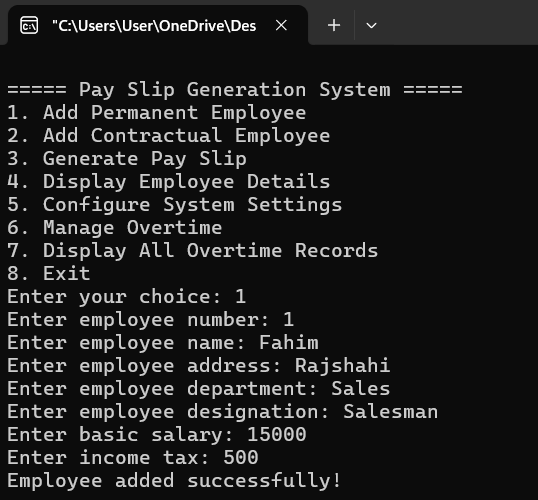 "C:\Users\User\OneDrive\Des
===== Pay Slip Generation System =====
1. Add Permanent Employee
2. Add Contractual Employee
3. Generate Pay Slip
4. Display Employee Details
5. Configure System Settings
6. Manage Overtime
7. Display All Overtime Records
8. Exit
Enter your choice: 1
Enter employee number: 1
Enter employee name: Fahim
Enter employee address: Rajshahi
Enter employee department: Sales
Enter employee designation: Salesman
Enter basic salary: 15000
Enter income tax: 500
Employee added successfully!